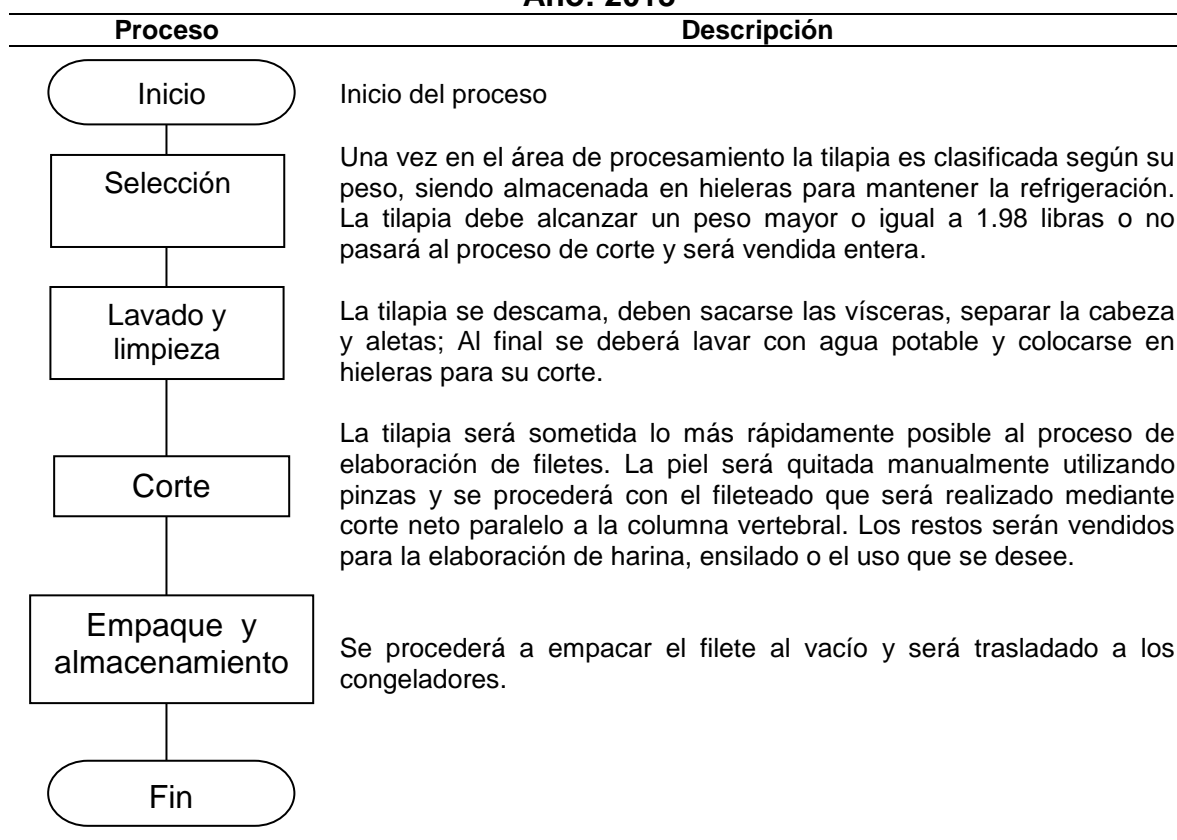 Proceso Descripción
Inicio
Inicio del proceso
Selección
Una vez en el área de procesamiento la tilapia es clasificada según su
peso, siendo almacenada en hieleras para mantener la refrigeración.
La tilapia debe alcanzar un peso mayor o igual a 1.98 libras o no
pasará al proceso de corte y será vendida entera.
Lavado y
limpieza
La tilapia se descama, deben sacarse las vísceras, separar la cabeza
y aletas; Al final se deberá lavar con agua potable y colocarse en
hieleras para su corte.
Corte
La tilapia será sometida lo más rápidamente posible al proceso de
elaboración de filetes. La piel será quitada manualmente utilizando
pinzas y se procederá con el fileteado que será realizado mediante
corte neto paralelo a la columna vertebral. Los restos serán vendidos
para la elaboración de harina, ensilado o el uso que se desee.
Empaque y
almacenamiento
Se procederá a empacar el filete al vacío y será trasladado a los
congeladores.
Fin